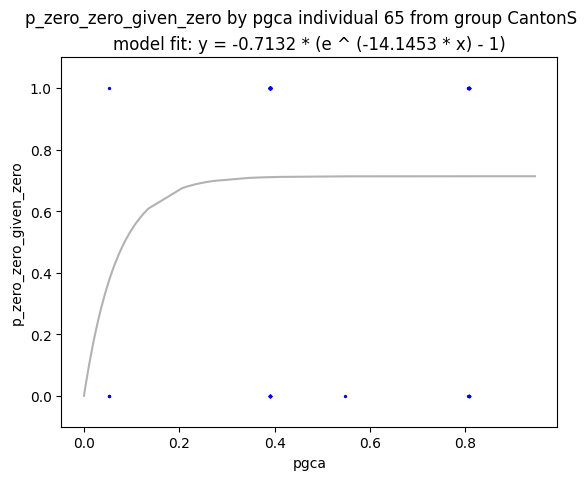 p_zero_zero_given_zero by pgca individual 65 from group CantonS
model fit: y = -0.7132 * (e ^ (-14.1453 * x) - 1)
1.0
0.8
0.6
0.4
0.2
0.0
p_zero_zero_given_zero
0.0 0.2 0.4 0.6 0.8
pgca